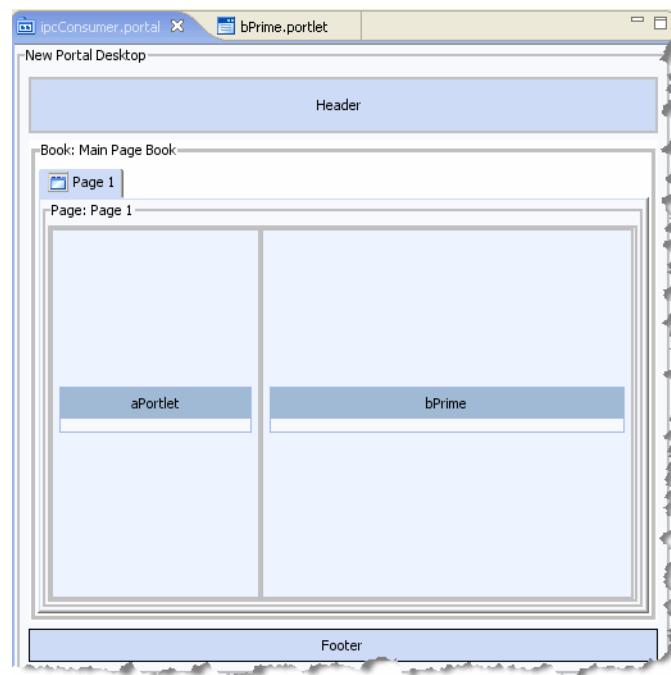 ipcConsumer.portal bPrime.portlet
New Portal Desktop
Header
Book: Main Page Book
Page 1
Page: Page 1
aPortlet bPrime
Footer